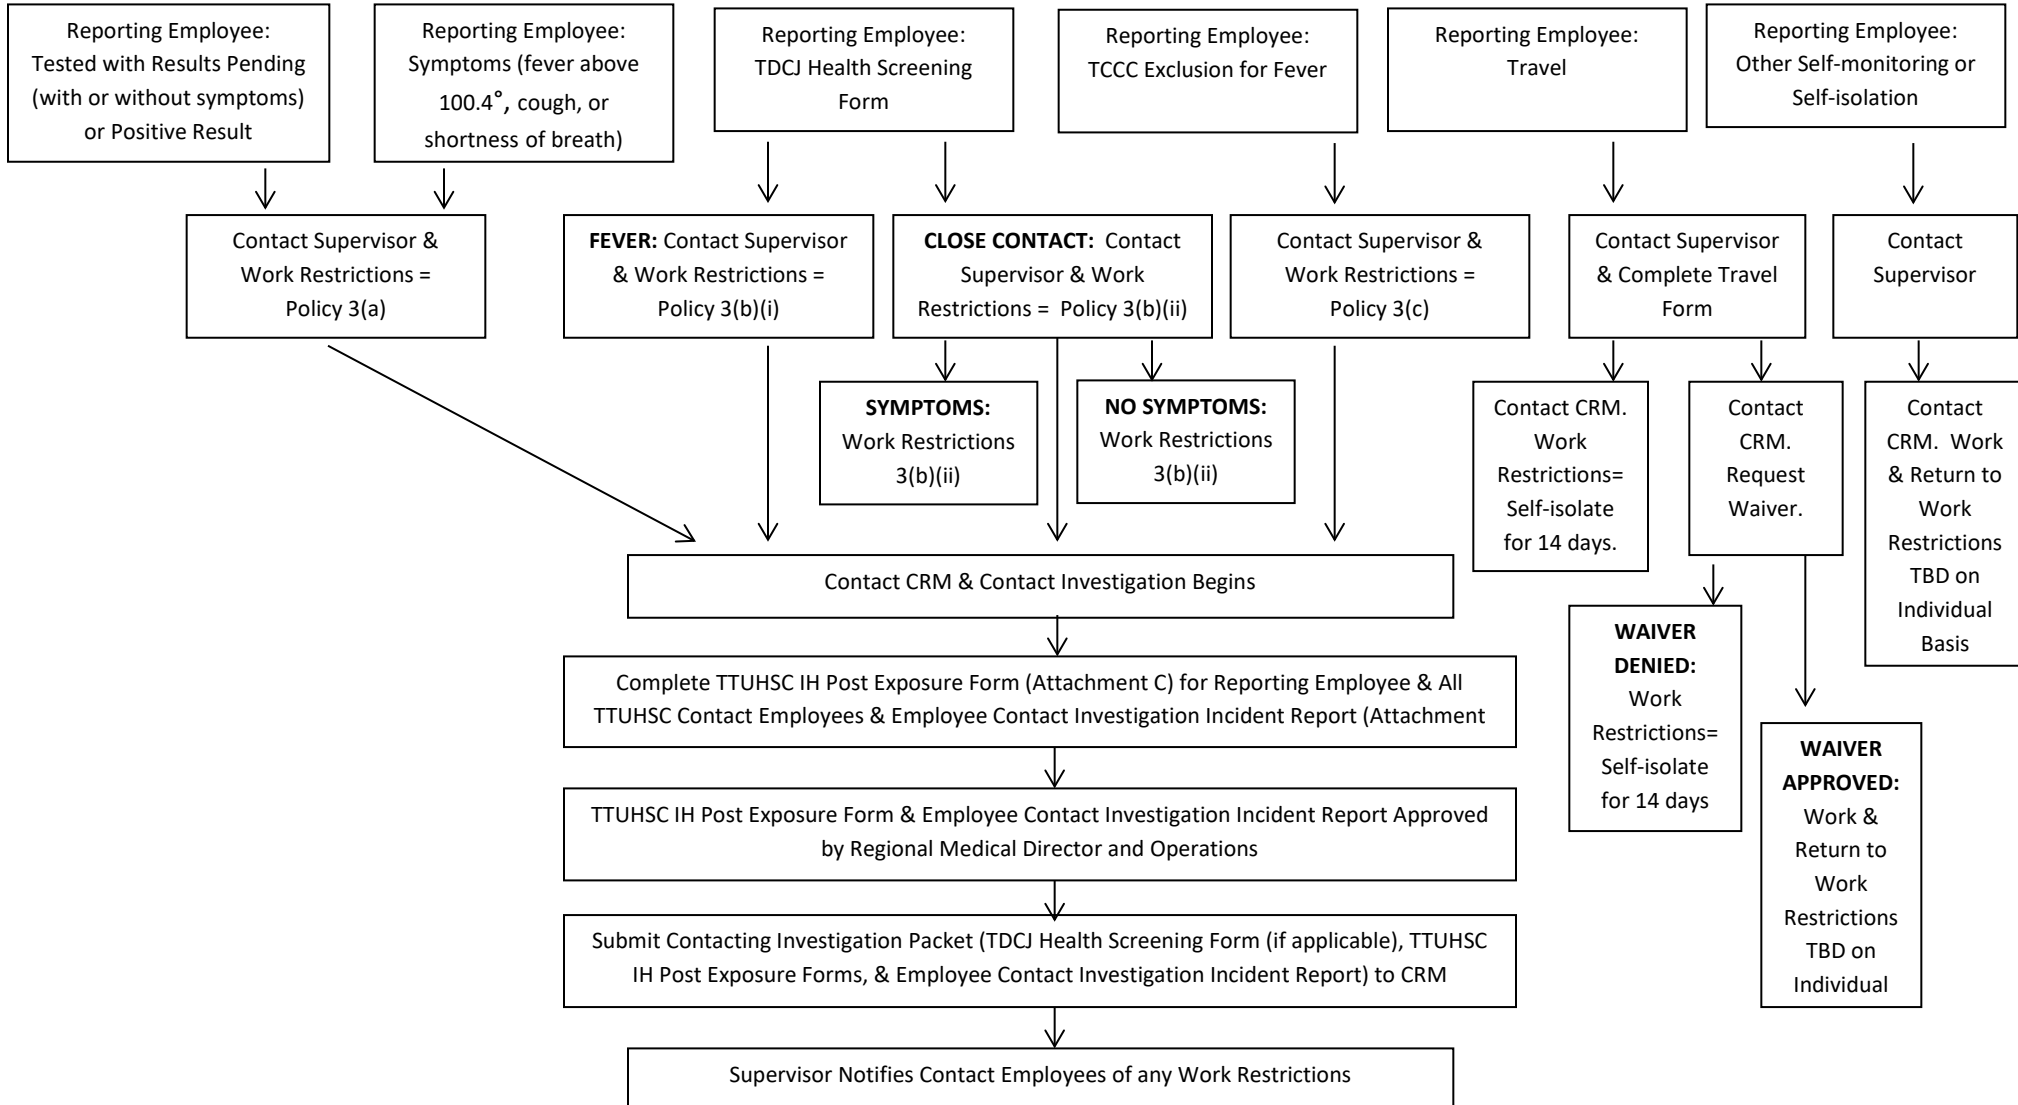 Reporting Employee:
Tested with Results Pending
(with or without symptoms)
or Positive Result
Reporting Employee:
Symptoms (fever above
100.4°, cough, or
shortness of breath)
Reporting Employee:
TDCJ Health Screening
Form
Reporting Employee:
TCCC Exclusion for Fever
Reporting Employee:
Travel
Reporting Employee:
Other Self-monitoring or
Self-isolation
Contact Supervisor &
Work Restrictions =
Policy 3(a)
FEVER: Contact Supervisor
& Work Restrictions =
Policy 3(b)(i)
CLOSE CONTACT: Contact
Supervisor & Work
Restrictions = Policy 3(b)(ii)
Contact Supervisor &
Work Restrictions =
Policy 3(c)
Contact Supervisor
& Complete Travel
Form
Contact
Supervisor
SYMPTOMS:
Work Restrictions
3(b)(ii)
NO SYMPTOMS:
Work Restrictions
3(b)(ii)
Contact CRM.
Work
Restrictions=
Self-isolate
for 14 days.
Contact
CRM.
Request
Waiver.
Contact
CRM. Work
& Return to
Work
Restrictions
TBD on
Individual
Basis
Contact CRM & Contact Investigation Begins
WAIVER
DENIED:
Work
Restrictions=
Self-isolate
for 14 days
WAIVER
APPROVED:
Work &
Return to
Work
Restrictions
TBD on
Individual
Complete TTUHSC IH Post Exposure Form (Attachment C) for Reporting Employee & All
TTUHSC Contact Employees & Employee Contact Investigation Incident Report (Attachment
TTUHSC IH Post Exposure Form & Employee Contact Investigation Incident Report Approved
by Regional Medical Director and Operations
Submit Contacting Investigation Packet (TDCJ Health Screening Form (if applicable), TTUHSC
IH Post Exposure Forms, & Employee Contact Investigation Incident Report) to CRM
Supervisor Notifies Contact Employees of any Work Restrictions